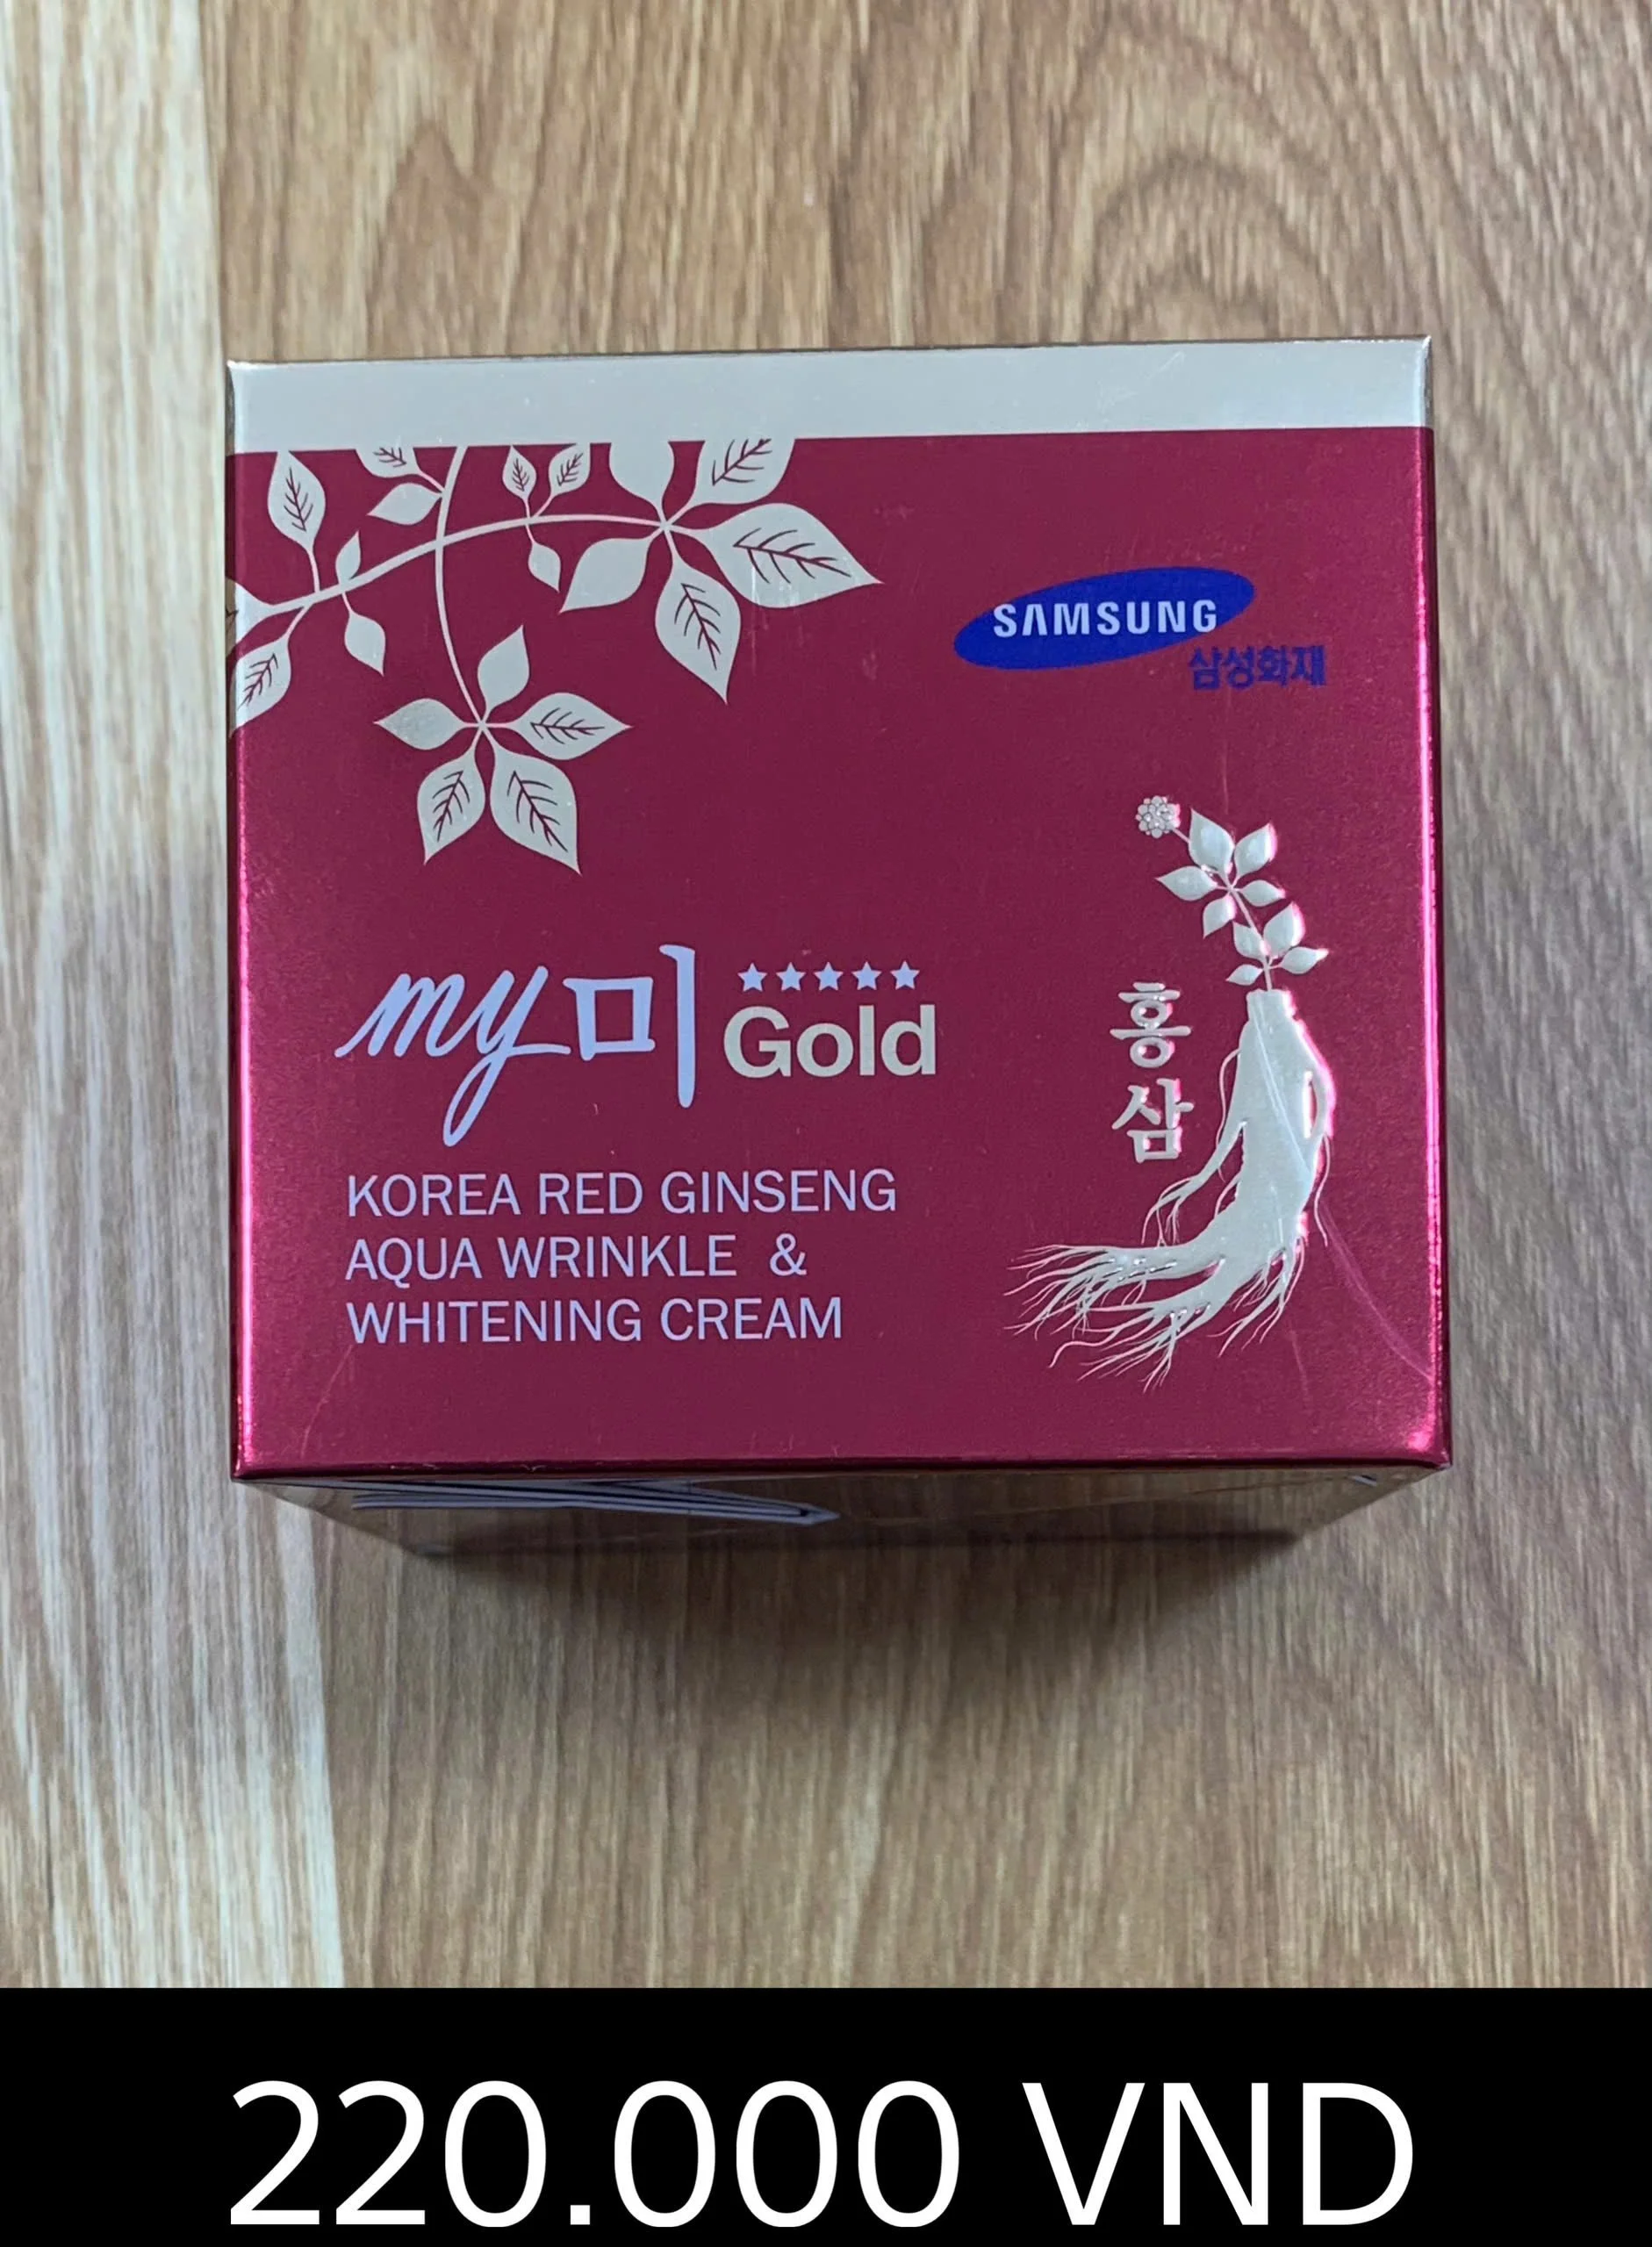 SAMSUNG
삼성화재
my미 ★★★★★ Gold
홍삼
KOREA RED GINSENG
AQUA WRINKLE &
WHITENING CREAM
220.000 VND